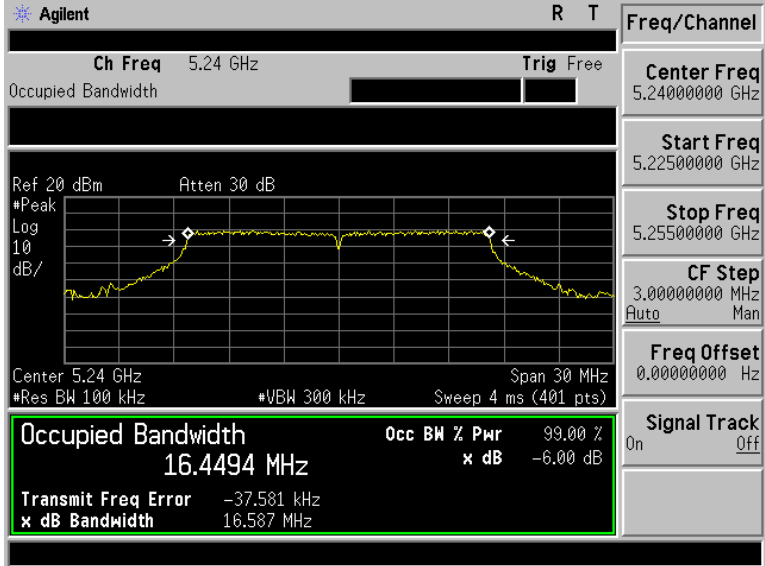 Agilent
R T
Freq/Channel
Ch Freq 5.24 GHz
Trig Free
Occupied Bandwidth
Center Freq
5.24000000 GHz
Start Freq
5.22500000 GHz
Stop Freq
5.25500000 GHz
CF Step
3.00000000 MHz
Auto Man
Freq Offset
0.00000000 Hz
Signal Track
On Off
Ref 20 dBm Atten 30 dB
#Peak
Log
10
dB/
Center 5.24 GHz Span 30 MHz
#Res BW 100 kHz #VBW 300 kHz Sweep 4 ms (401 pts)
Occupied Bandwidth
16.4494 MHz
Occ BW % Pwr 99.00 %
x dB -6.00 dB
Transmit Freq Error -37.581 kHz
x dB Bandwidth 16.587 MHz